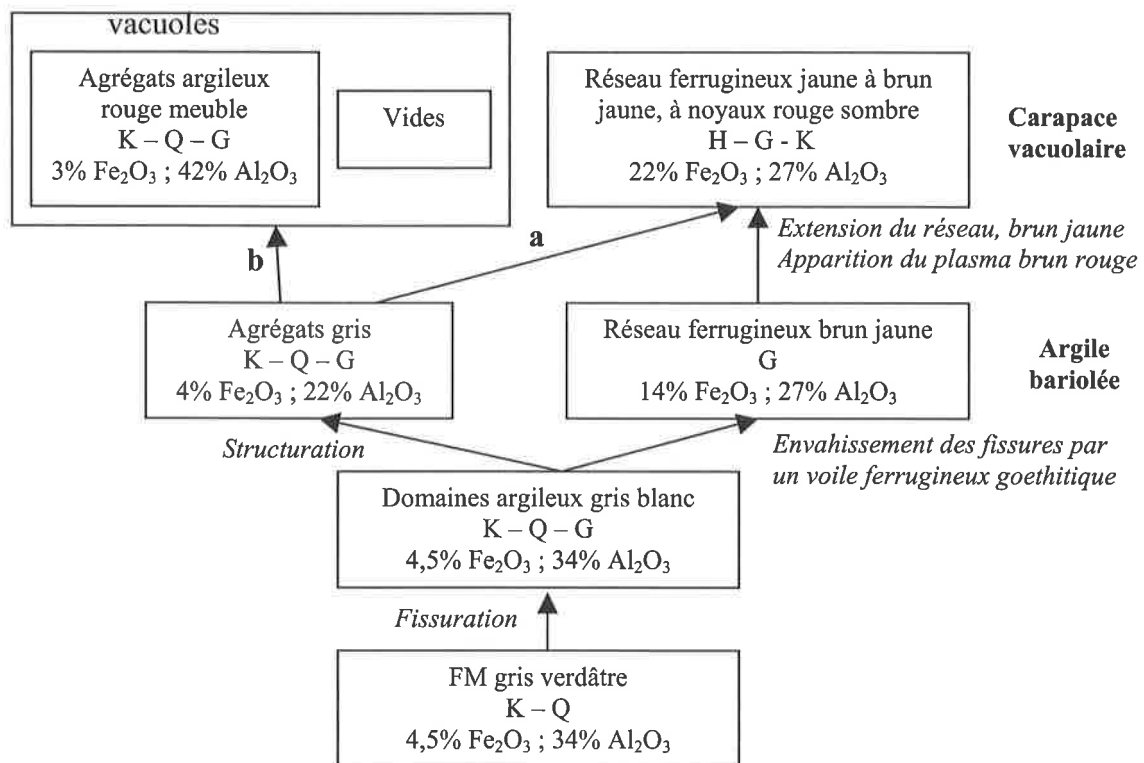 vacuoles
Agrégats argileux
rouge meuble
K – Q – G
3% Fe₂O₃ ; 42% Al₂O₃
Vides
Réseau ferrugineux jaune à brun
jaune, à noyaux rouge sombre
H – G - K
22% Fe₂O₃ ; 27% Al₂O₃
Carapace
vacuolaire
b
a
Extension du réseau, brun jaune
Apparition du plasma brun rouge
Agrégats gris
K – Q – G
4% Fe₂O₃ ; 22% Al₂O₃
Réseau ferrugineux brun jaune
G
14% Fe₂O₃ ; 27% Al₂O₃
Argile
bariolée
Structuration
Envahissement des fissures par
un voile ferrugineux goethitique
Domaines argileux gris blanc
K – Q – G
4,5% Fe₂O₃ ; 34% Al₂O₃
Fissuration
FM gris verdâtre
K – Q
4,5% Fe₂O₃ ; 34% Al₂O₃